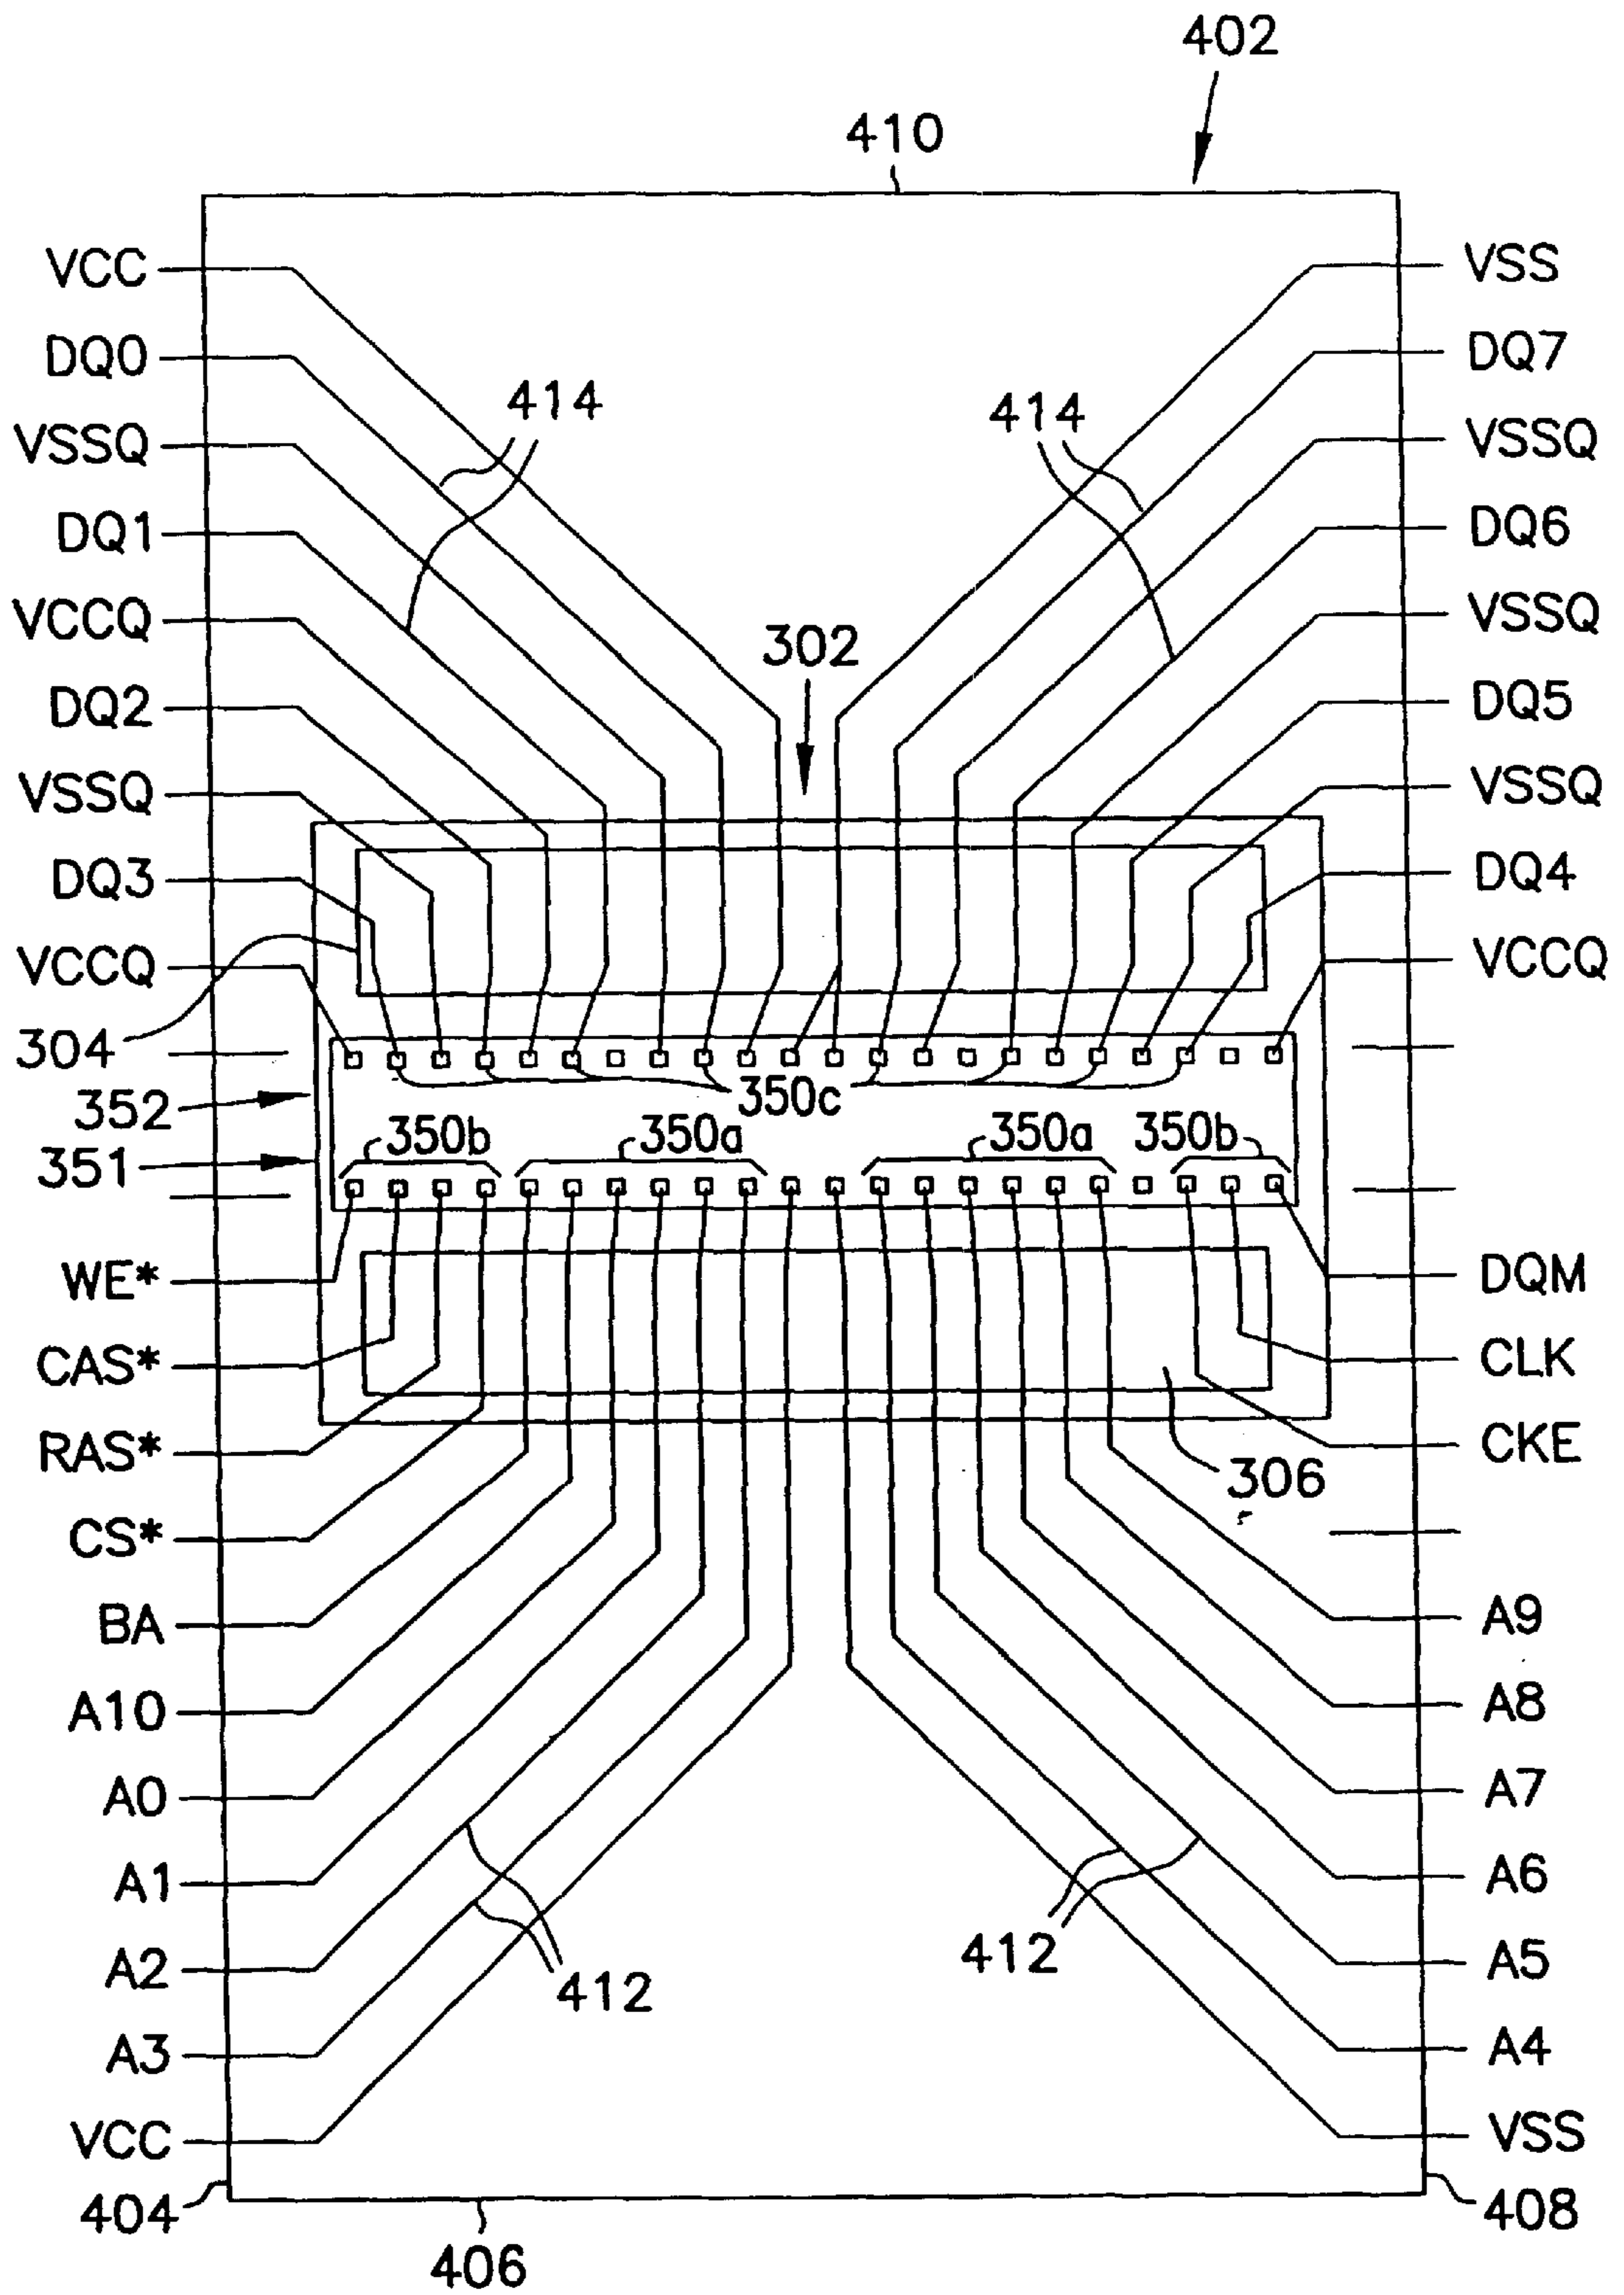 402
410
VCC
VSS
DQ0
DQ7
414
414
VSSQ
VSSQ
DQ1
DQ6
VCCQ
302
VSSQ
DQ2
DQ5
VSSQ
VSSQ
DQ3
DQ4
VCCQ
VCCQ
304
352
350c
350b
350a
350a
350b
351
WE*
DQM
CAS*
CLK
RAS*
CKE
306
CS*
BA
A9
A10
A8
A0
A7
A1
A6
412
412
A2
A5
A3
A4
VCC
VSS
404
408
406